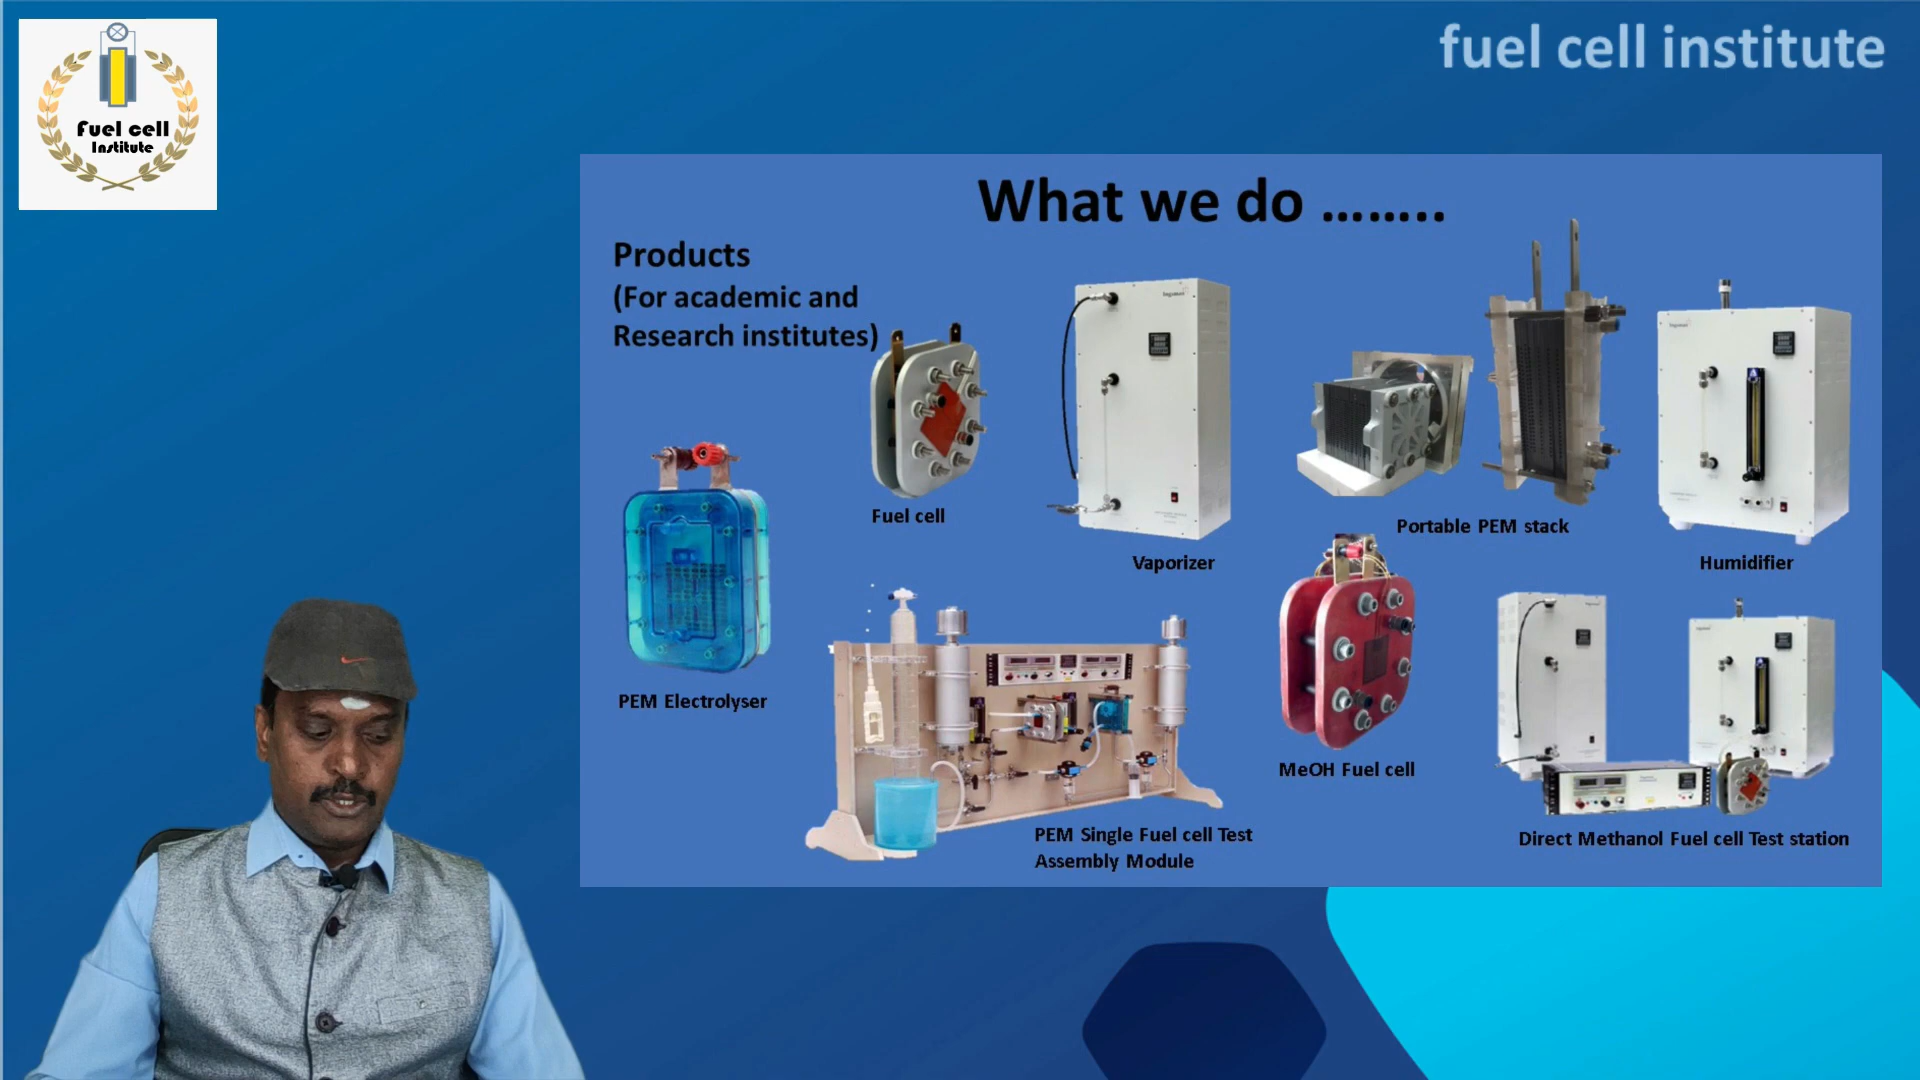 fuel cell institute
Fuel cell
Institute
What we do ........
Products
(For academic and
Research institutes)
Fuel cell
Vaporizer
Portable PEM stack
Humidifier
PEM Electrolyser
MeOH Fuel cell
PEM Single Fuel cell Test
Assembly Module
Direct Methanol Fuel cell Test station